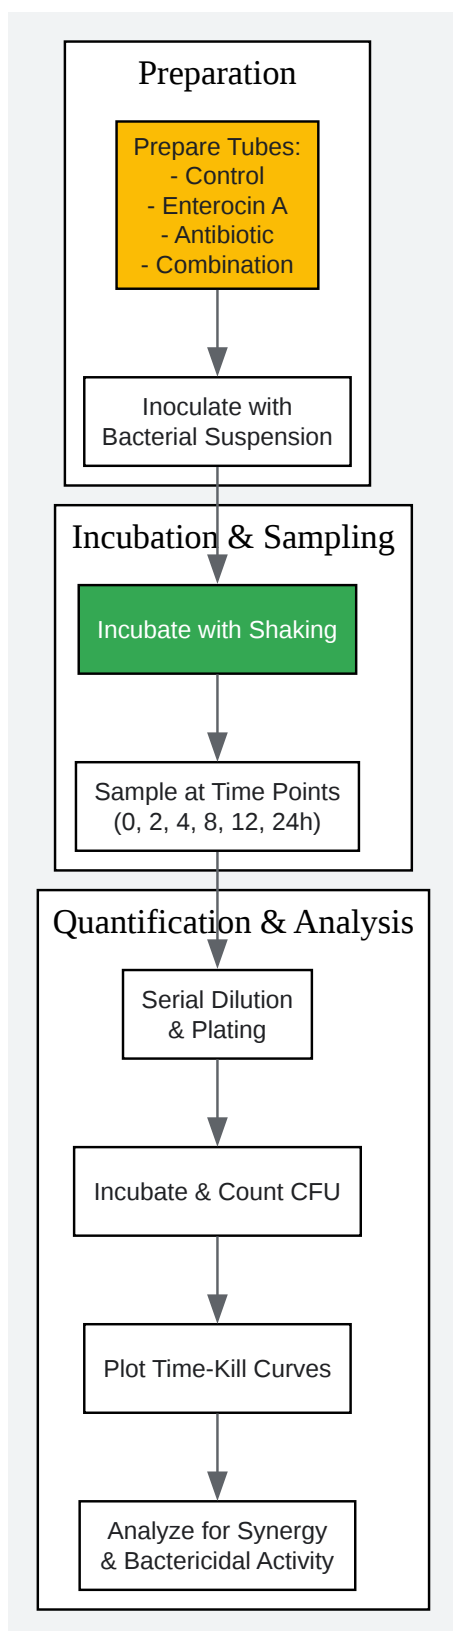 Preparation
Prepare Tubes:
- Control
- Enterocin A
- Antibiotic
- Combination
Inoculate with
Bacterial Suspension
Incubation & Sampling
Incubate with Shaking
Sample at Time Points
(0, 2, 4, 8, 12, 24h)
Quantification & Analysis
Serial Dilution
& Plating
Incubate & Count CFU
Plot Time-Kill Curves
Analyze for Synergy
& Bactericidal Activity